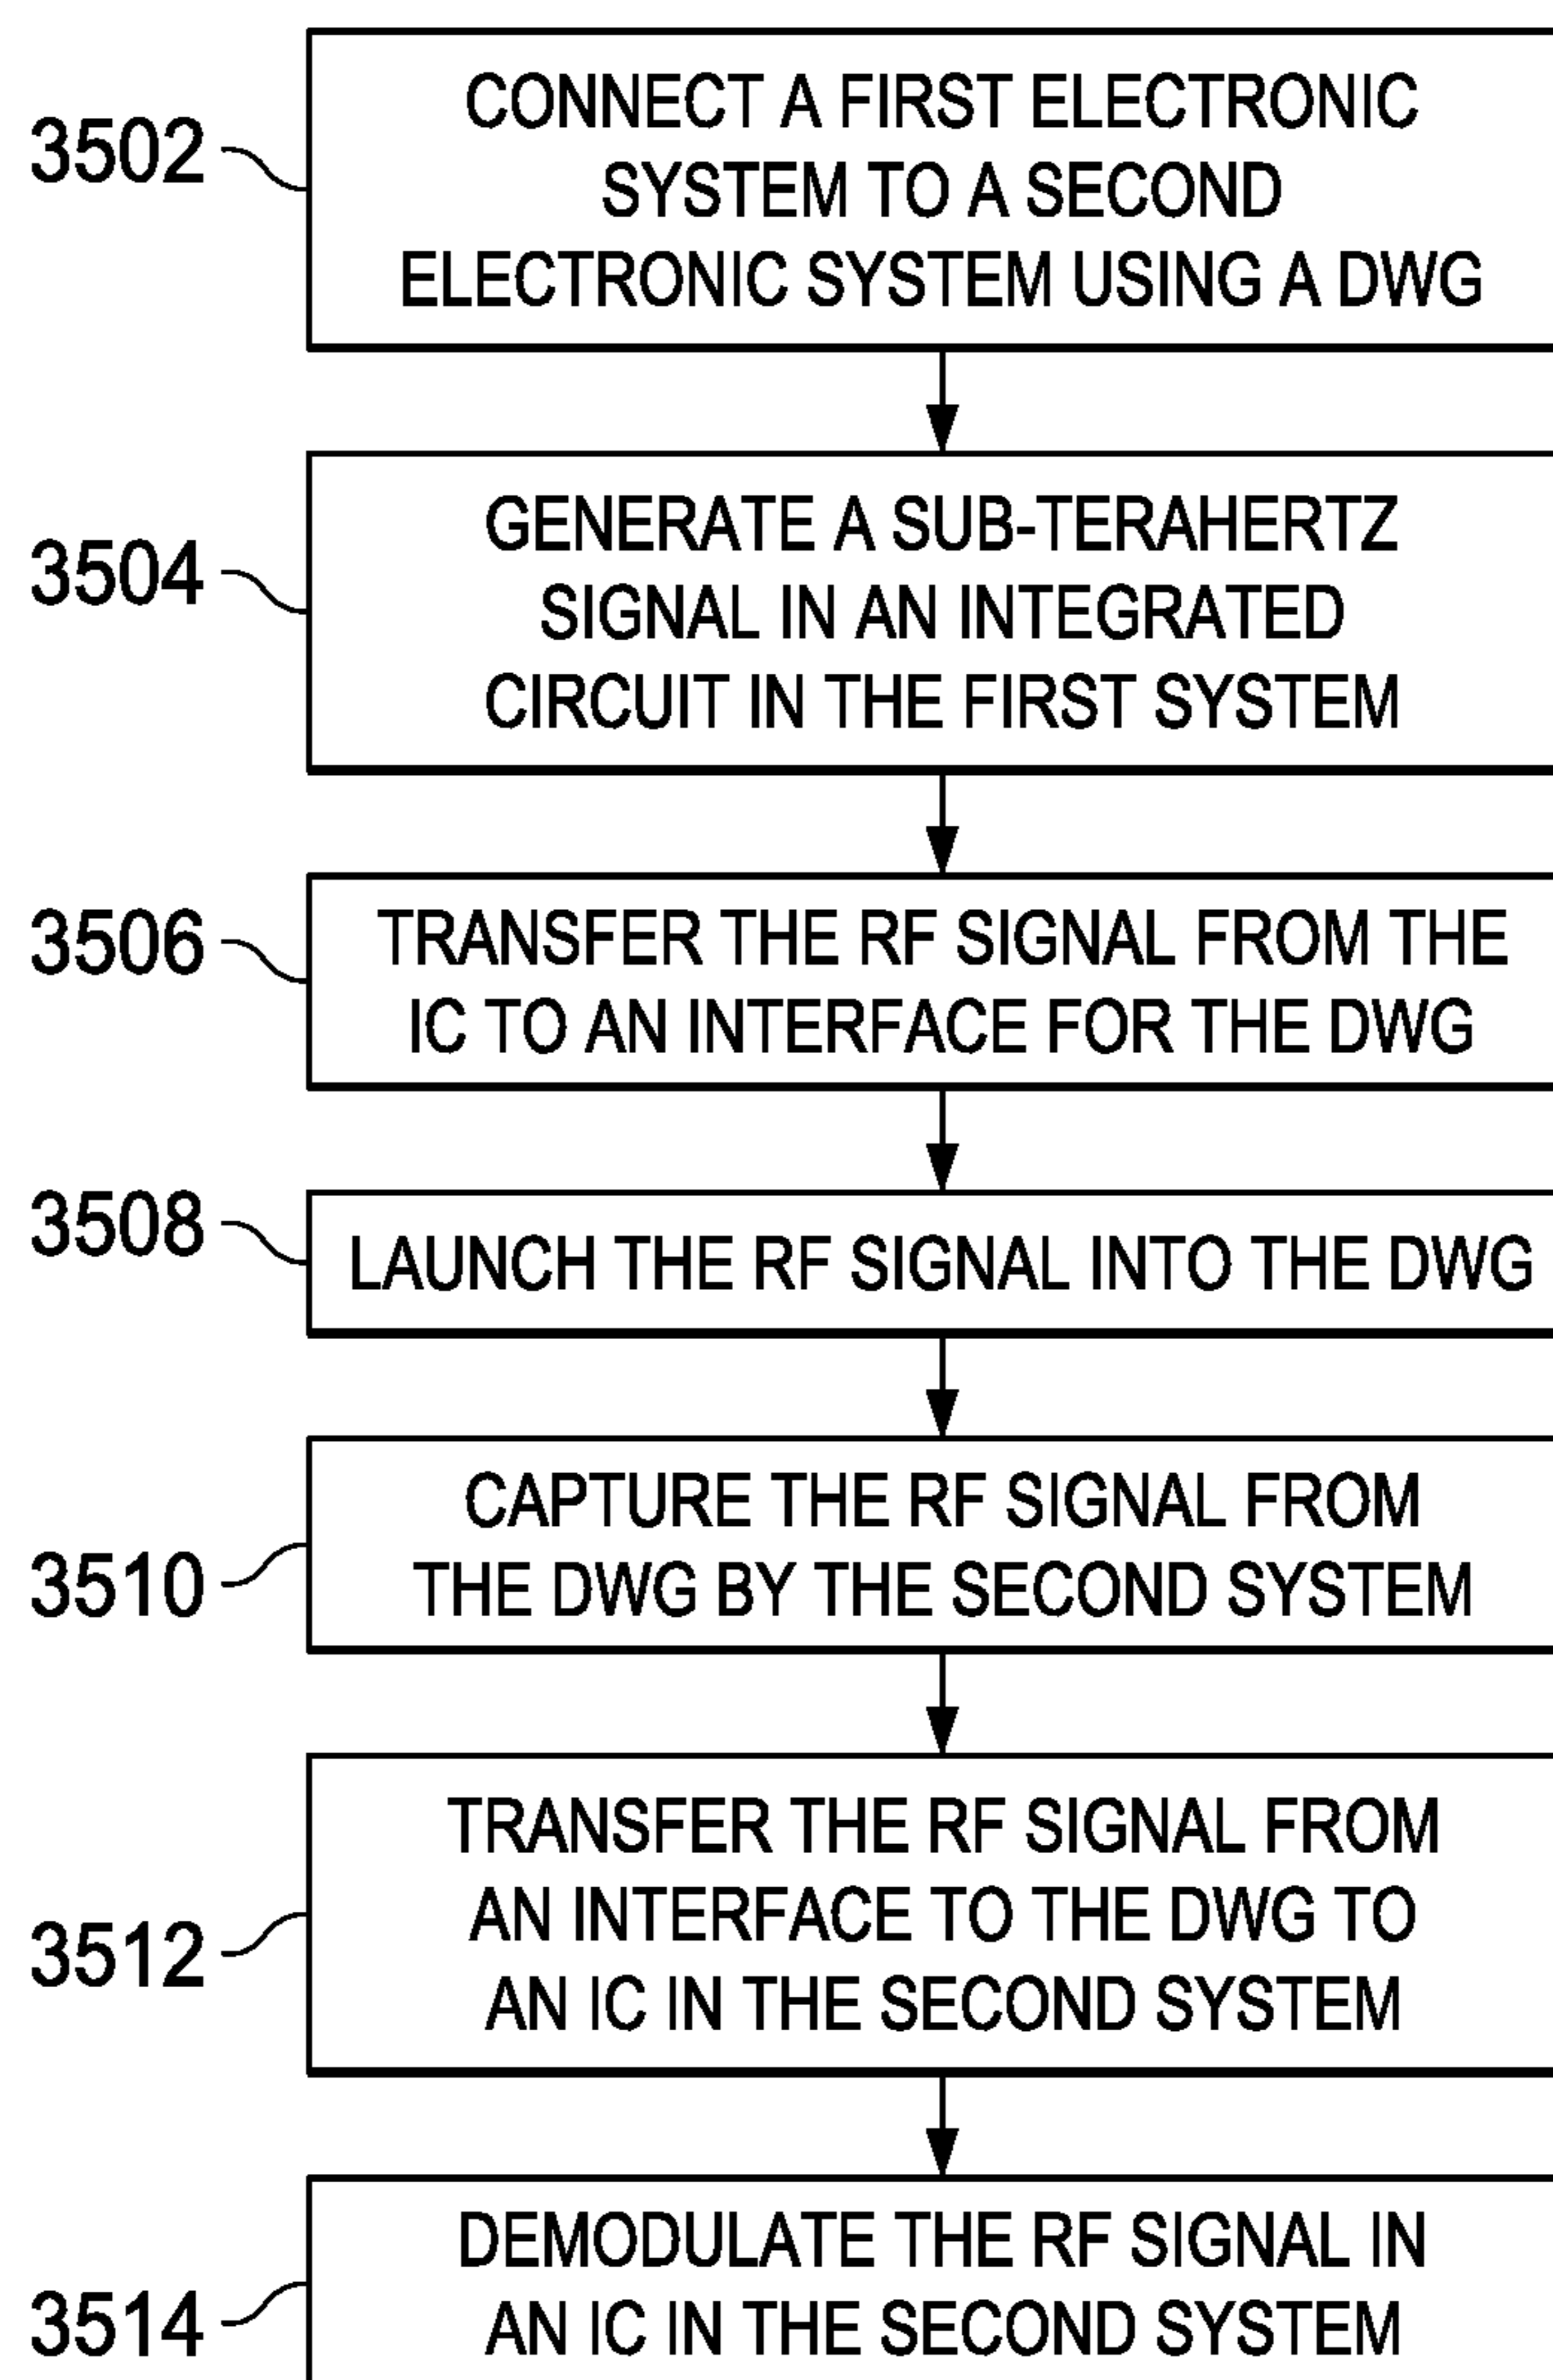 3502
CONNECT A FIRST ELECTRONIC
SYSTEM TO A SECOND
ELECTRONIC SYSTEM USING A DWG
3504
GENERATE A SUB-TERAHERTZ
SIGNAL IN AN INTEGRATED
CIRCUIT IN THE FIRST SYSTEM
3506
TRANSFER THE RF SIGNAL FROM THE
IC TO AN INTERFACE FOR THE DWG
3508
LAUNCH THE RF SIGNAL INTO THE DWG
3510
CAPTURE THE RF SIGNAL FROM
THE DWG BY THE SECOND SYSTEM
3512
TRANSFER THE RF SIGNAL FROM
AN INTERFACE TO THE DWG TO
AN IC IN THE SECOND SYSTEM
3514
DEMODULATE THE RF SIGNAL IN
AN IC IN THE SECOND SYSTEM